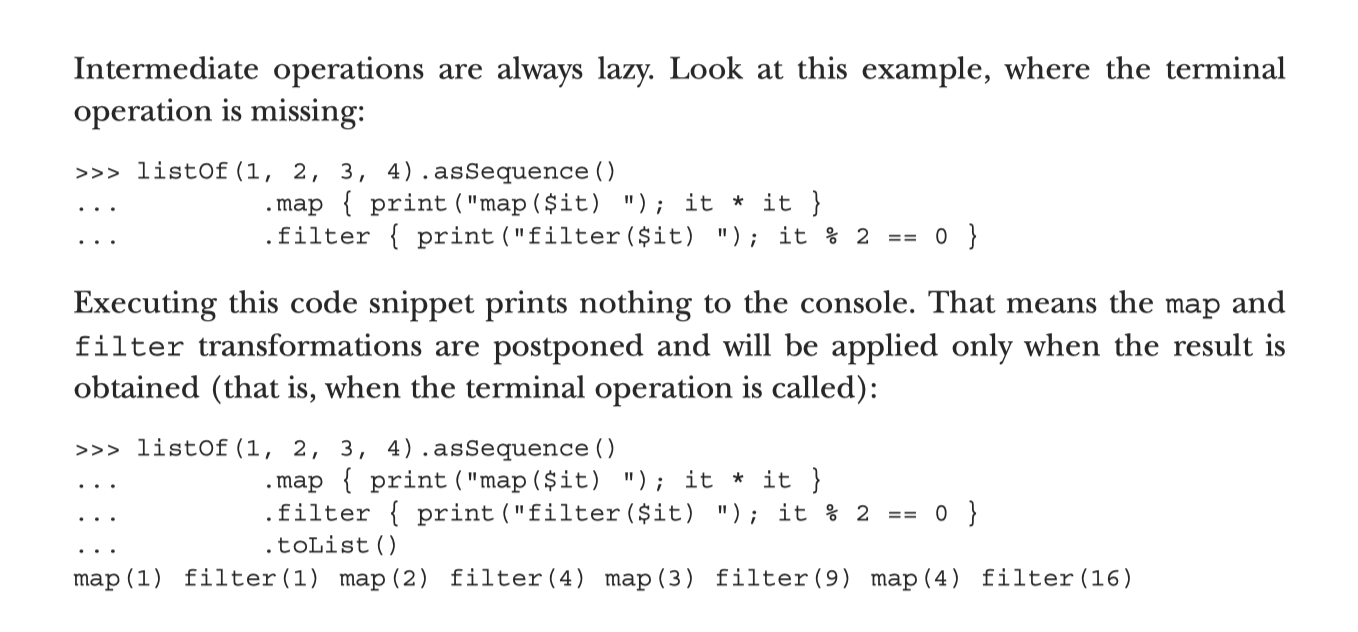 Intermediate operations are always lazy. Look at this example, where the terminal
operation is missing:
>>> listOf(1, 2, 3, 4).asSequence()
...         .map { print("map($it) "); it * it }
...         .filter { print("filter($it) "); it % 2 == 0 }
Executing this code snippet prints nothing to the console. That means the map and
filter transformations are postponed and will be applied only when the result is
obtained (that is, when the terminal operation is called):
>>> listOf(1, 2, 3, 4).asSequence()
...         .map { print("map($it) "); it * it }
...         .filter { print("filter($it) "); it % 2 == 0 }
...         .toList()
map(1) filter(1) map(2) filter(4) map(3) filter(9) map(4) filter(16)